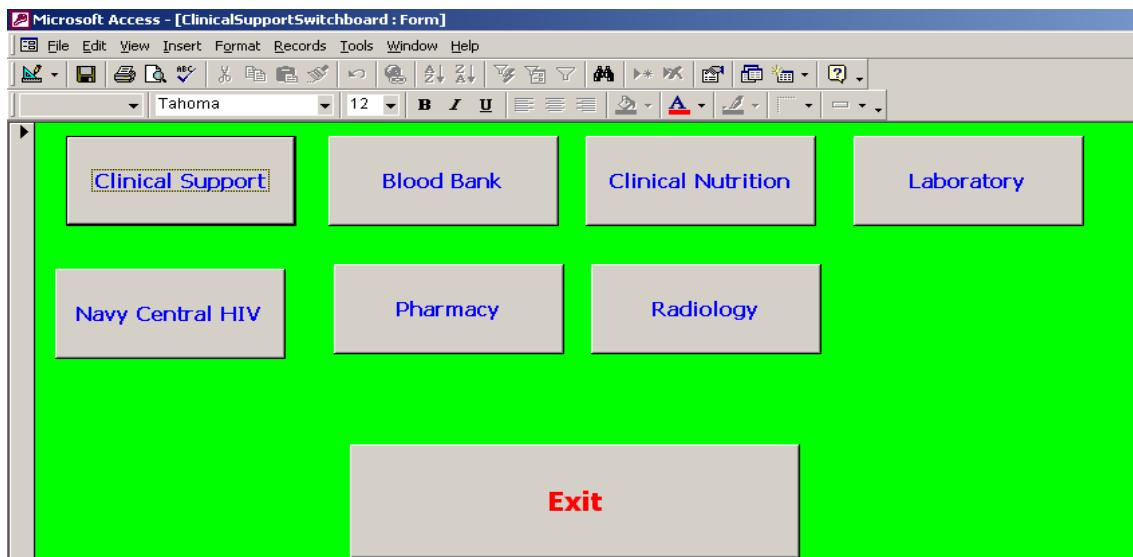 Microsoft Access - [ClinicalSupportSwitchboard : Form]
File Edit View Insert Format Records Tools Window Help
Tahoma 12 B I U A
Clinical Support Blood Bank Clinical Nutrition Laboratory
Navy Central HIV Pharmacy Radiology
Exit